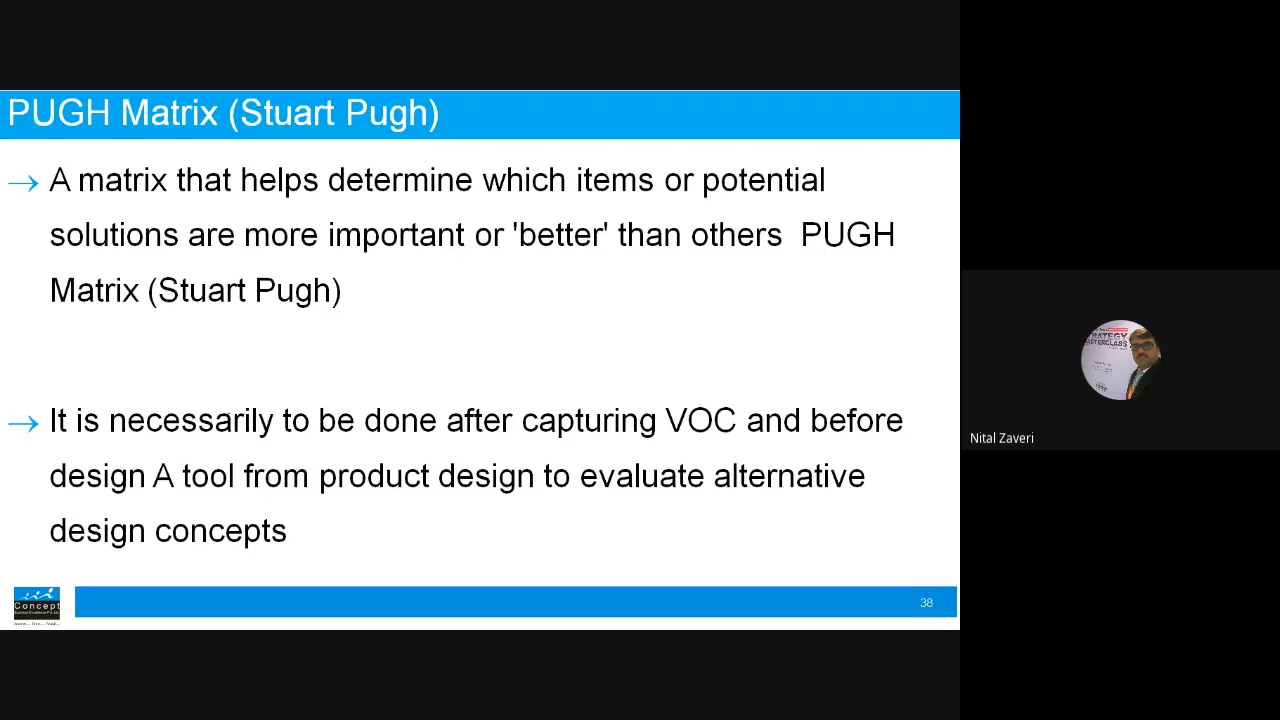 PUGH Matrix (Stuart Pugh)
→ A matrix that helps determine which items or potential
solutions are more important or 'better' than others PUGH
Matrix (Stuart Pugh)
→ It is necessarily to be done after capturing VOC and before
design A tool from product design to evaluate alternative
design concepts
Concept
38
STRATEGY
MASTERCLASS
Nital Zaveri